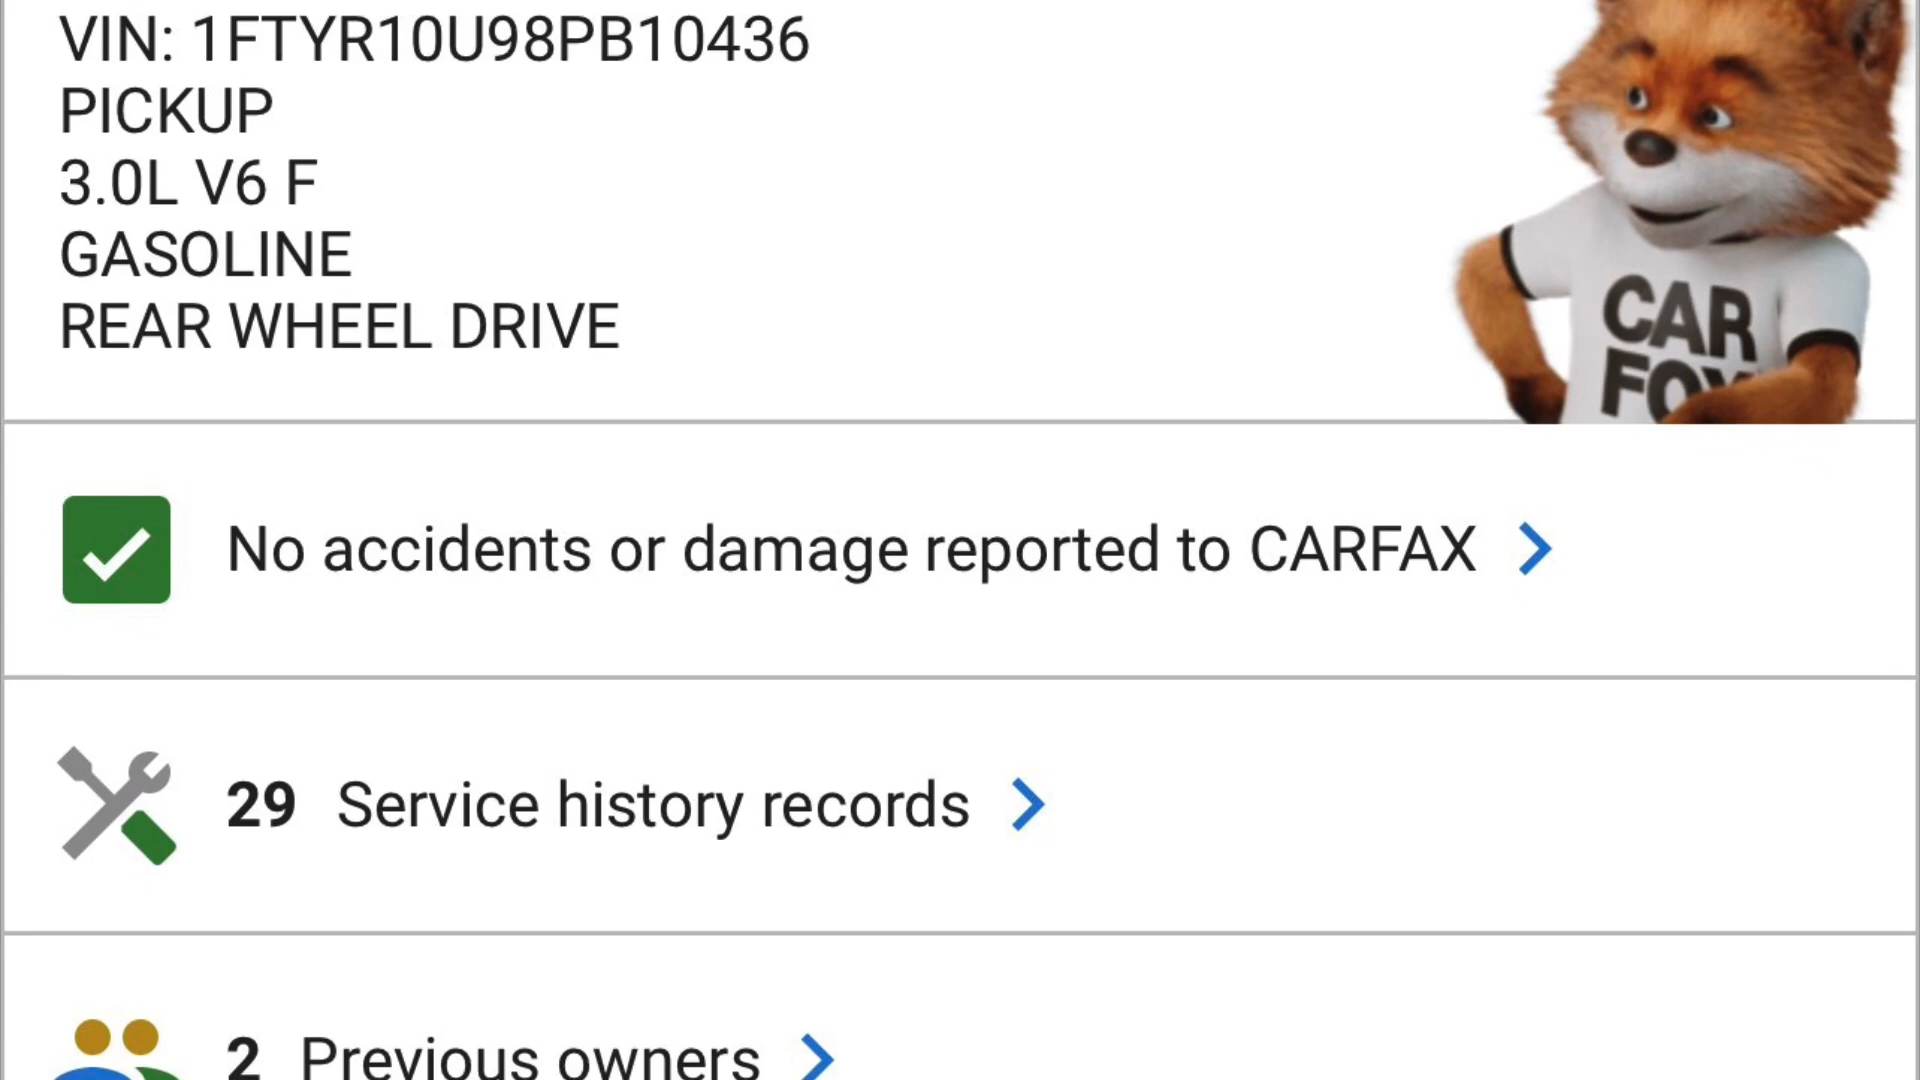 VIN: 1FTYR10U98PB10436
PICKUP
3.0L V6 F
GASOLINE
REAR WHEEL DRIVE
CAR
FOX
No accidents or damage reported to CARFAX
29 Service history records
2 Previous owners